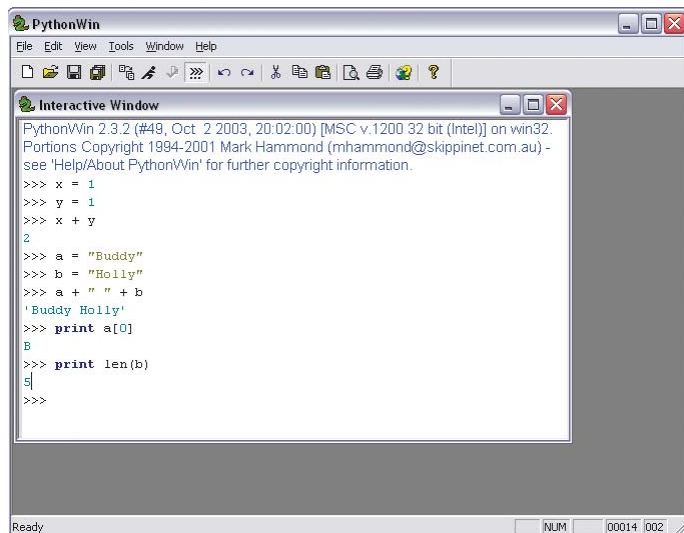 PythonWin
File Edit View Tools Window Help
Interactive Window
PythonWin 2.3.2 (#49, Oct  2 2003, 20:02:00) [MSC v.1200 32 bit (Intel)] on win32.
Portions Copyright 1994-2001 Mark Hammond (mhammond@skippinet.com.au) -
see 'Help/About PythonWin' for further copyright information.
>>> x = 1
>>> y = 1
>>> x + y
2
>>> a = "Buddy"
>>> b = "Holly"
>>> a + " " + b
'Buddy Holly'
>>> print a[0]
B
>>> print len(b)
5
>>>
Ready NUM 00014 002